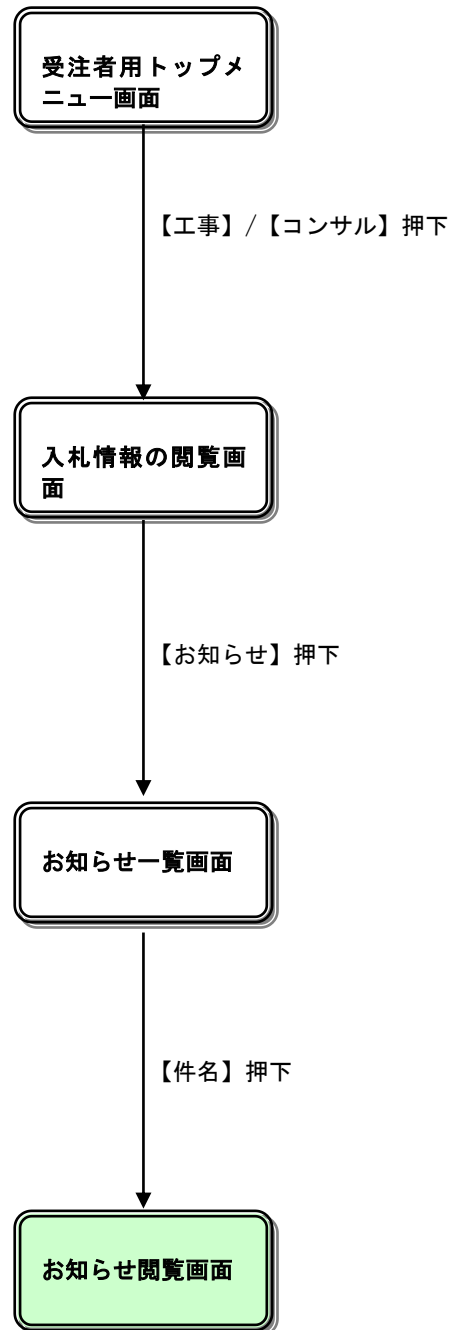 受注者用トップメ
ニュー画面
【工事】/【コンサル】押下
入札情報の閲覧画
面
【お知らせ】押下
お知らせ一覧画面
【件名】押下
お知らせ閲覧画面